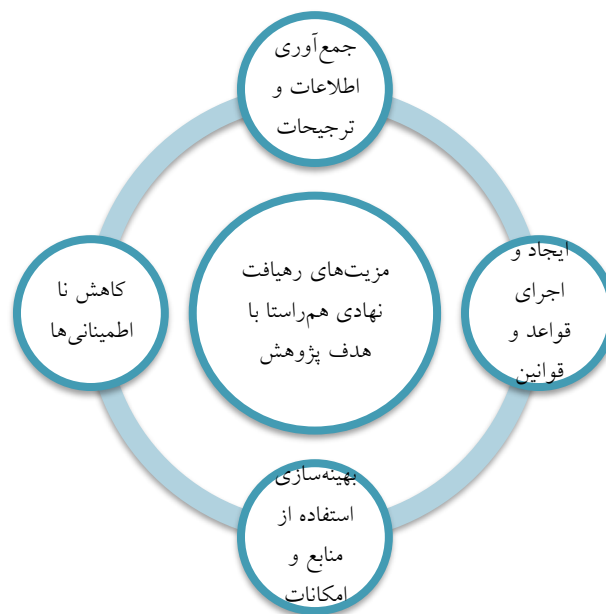 جمع‌آوری
اطلاعات و
ترجیحات
ایجاد و
اجرای
قواعد و
قوانین
مزیت‌های رهیافت
نهادی هم‌راستا با
هدف پژوهش
کاهش نا
اطمینانی‌ها
بهینه‌سازی
استفاده از
منابع و
امکانات